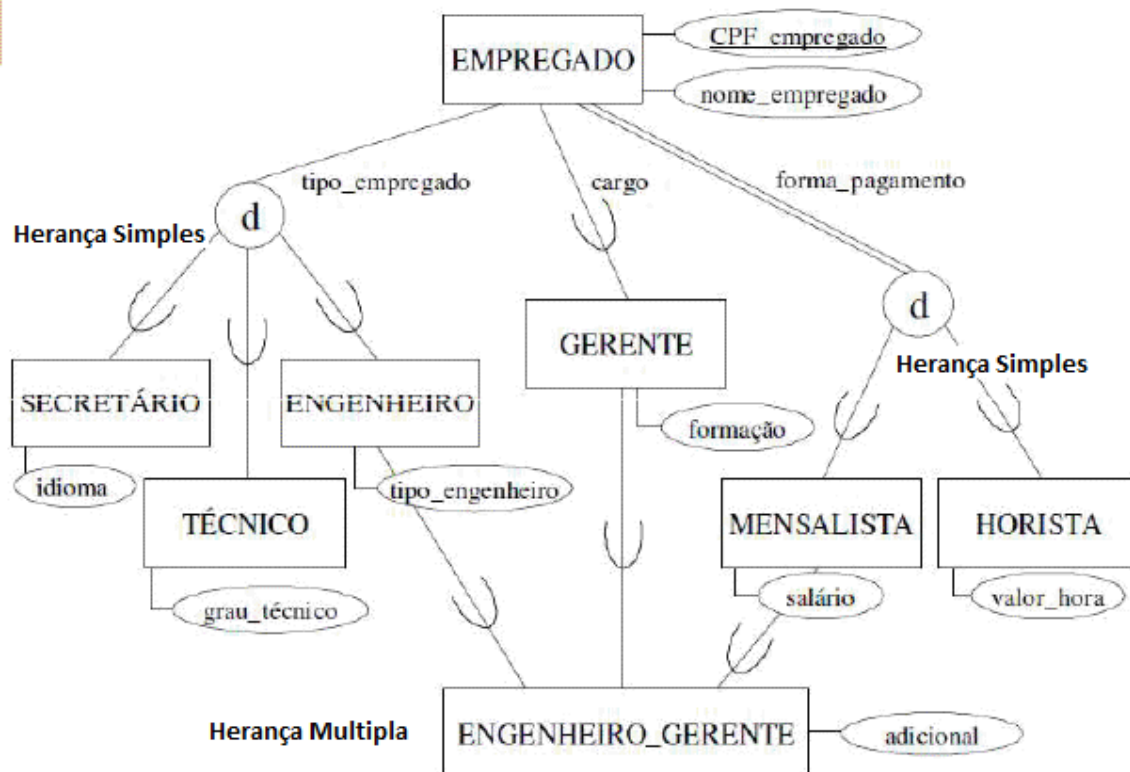 CPF_empregado
EMPREGADO
nome_empregado
tipo_empregado
cargo
forma_pagamento
d
Herança Simples
d
GERENTE
Herança Simples
SECRETÁRIO
ENGENHEIRO
formação
idioma
tipo_engenheiro
TÉCNICO
MENSALISTA
HORISTA
grau_técnico
salário
valor_hora
Herança Multipla
ENGENHEIRO_GERENTE
adicional